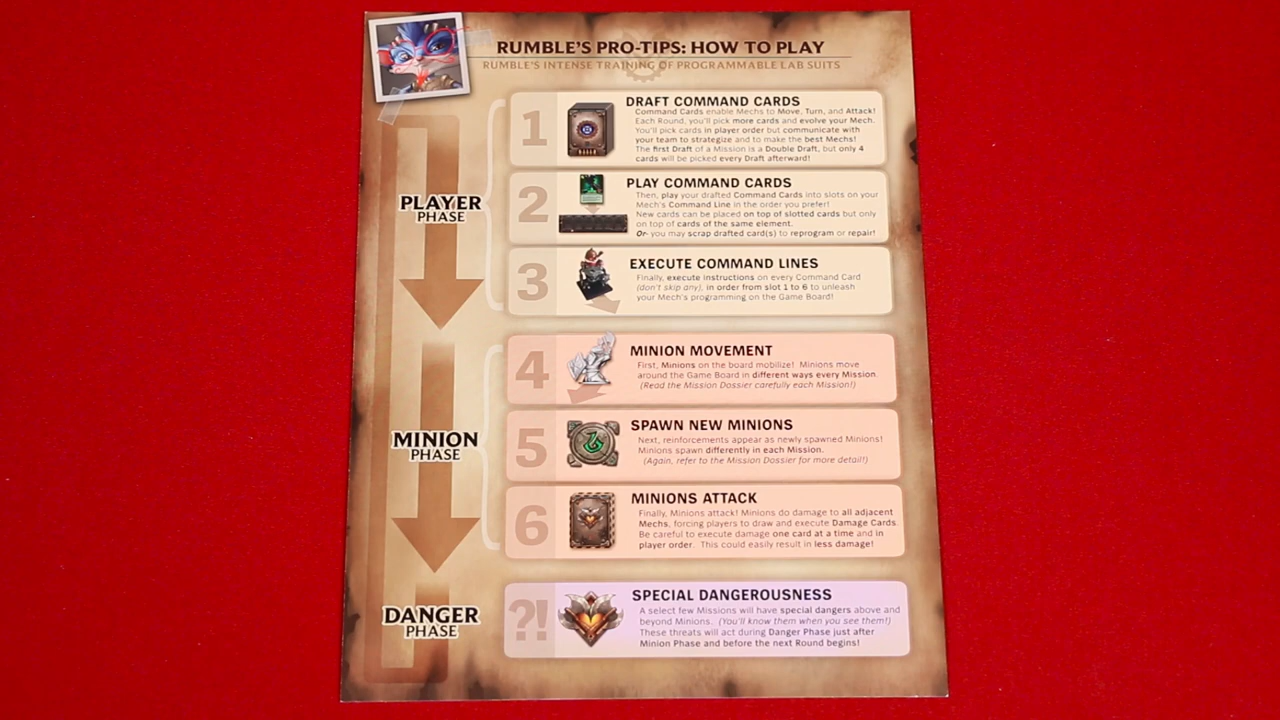 RUMBLE'S PRO-TIPS: HOW TO PLAY
RUMBLE'S INTENSE TRAINING OF PROGRAMMABLE LAB SUITS
PLAYER
PHASE
1
DRAFT COMMAND CARDS
Command Cards enable Mechs to Move, Turn, and Attack!
Each Round, you'll pick more cards and evolve your Mech.
You'll pick cards in player order but communicate with
your team to strategize and to make the best Mechs!
The first Draft of a Mission is a Double Draft, but only 4
cards will be picked every Draft afterward!
2
PLAY COMMAND CARDS
Then, play your drafted Command Cards into slots on your
Mech's Command Line in the order you prefer!
New cards can be placed on top of slotted cards but only
on top of cards of the same element.
Or- you may scrap drafted card(s) to reprogram or repair!
3
EXECUTE COMMAND LINES
Finally, execute instructions on every Command Card
(don't skip any), in order from slot 1 to 6 to unleash
your Mech's programming on the Game Board!
MINION
PHASE
4
MINION MOVEMENT
First, Minions on the board mobilize! Minions move
around the Game Board in different ways every Mission.
(Read the Mission Dossier carefully each Mission!)
5
SPAWN NEW MINIONS
Next, reinforcements appear as newly spawned Minions!
Minions spawn differently in each Mission.
(Again, refer to the Mission Dossier for more detail!)
6
MINIONS ATTACK
Finally, Minions attack! Minions do damage to all adjacent
Mechs, forcing players to draw and execute Damage Cards.
Be careful to execute damage one card at a time and in
player order. This could easily result in less damage!
DANGER
PHASE
?!
SPECIAL DANGEROUSNESS
A select few Missions will have special dangers above and
beyond Minions. (You'll know them when you see them!)
These threats will act during Danger Phase just after
Minion Phase and before the next Round begins!